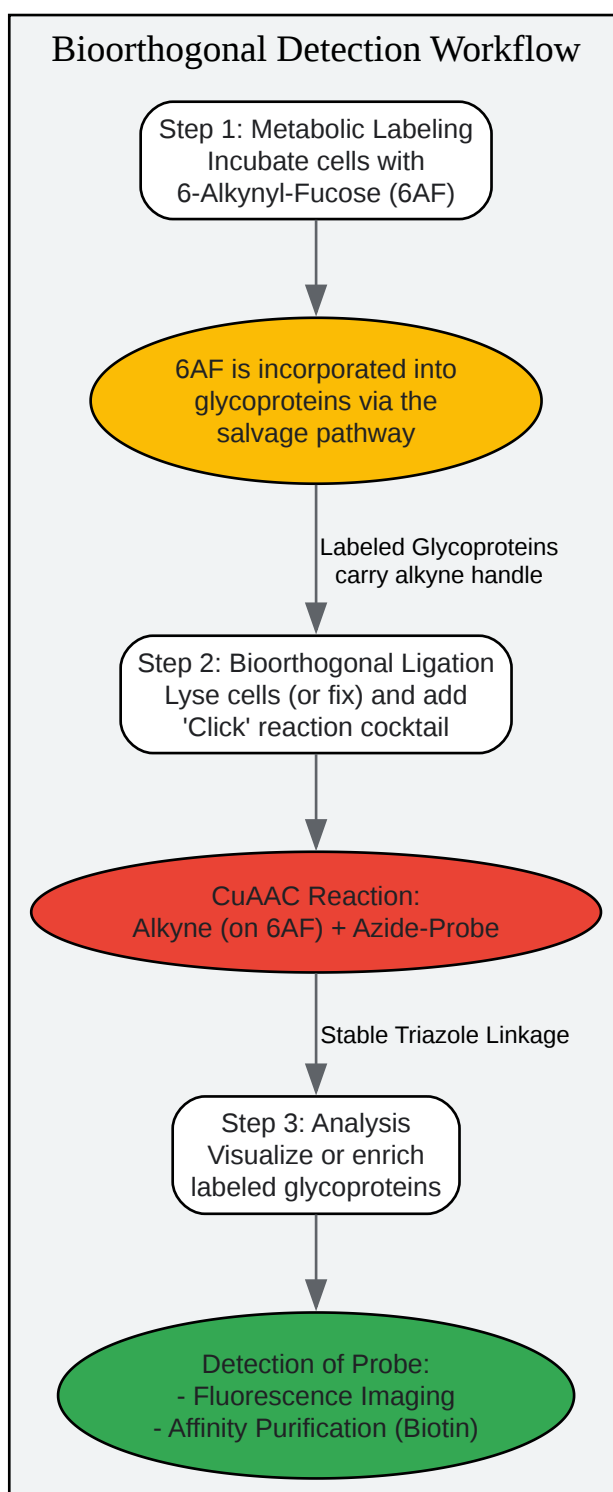 Bioorthogonal Detection Workflow
Step 1: Metabolic Labeling
Incubate cells with
6-Alkynyl-Fucose (6AF)
6AF is incorporated into
glycoproteins via the
salvage pathway
Labeled Glycoproteins
carry alkyne handle
Step 2: Bioorthogonal Ligation
Lyse cells (or fix) and add
'Click' reaction cocktail
CuAAC Reaction:
Alkyne (on 6AF) + Azide-Probe
Stable Triazole Linkage
Step 3: Analysis
Visualize or enrich
labeled glycoproteins
Detection of Probe:
- Fluorescence Imaging
- Affinity Purification (Biotin)